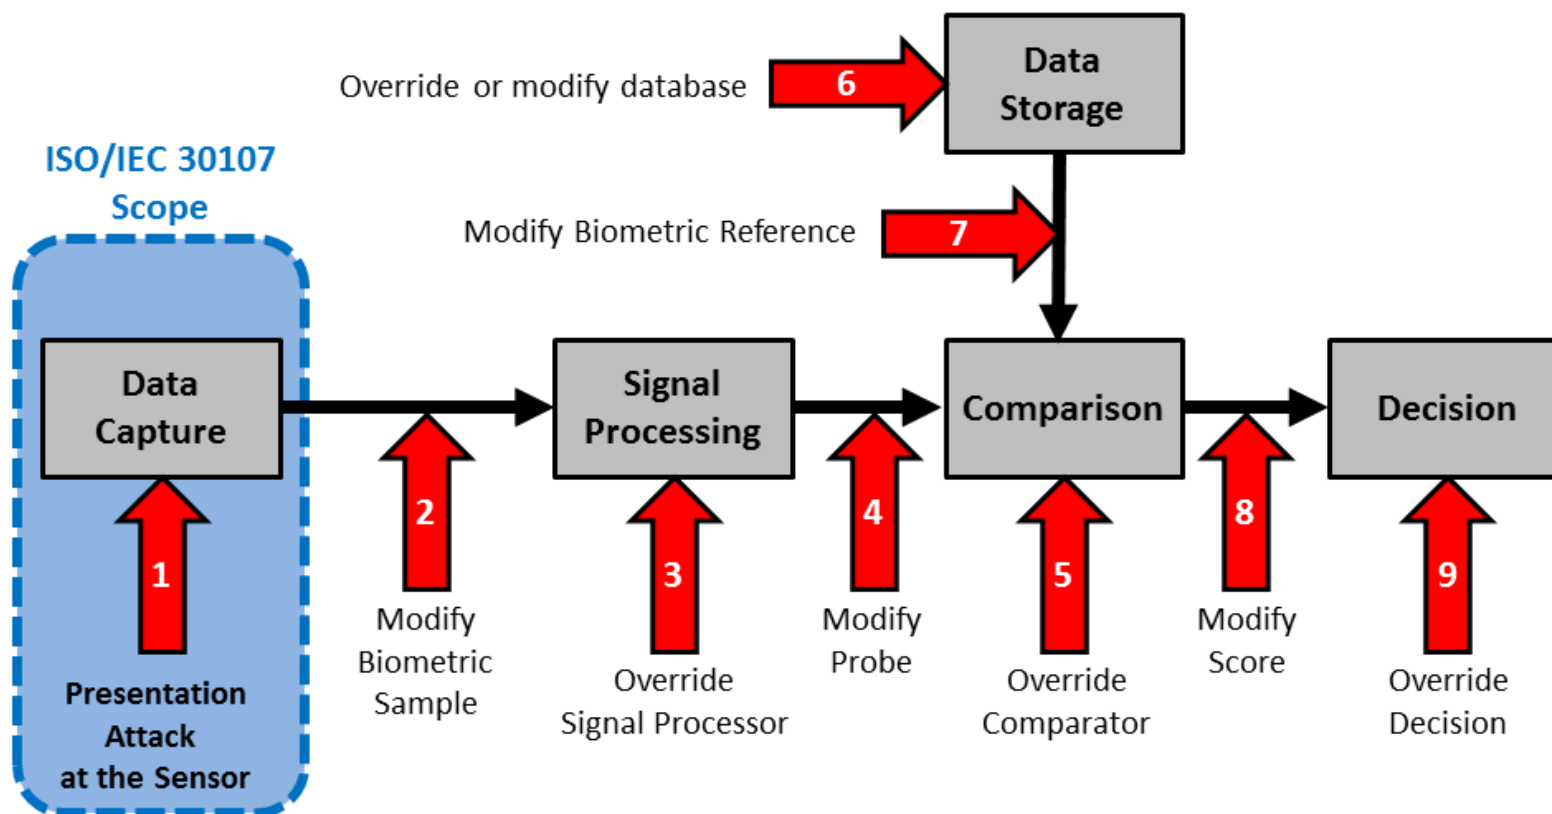 Override or modify database
6
Data
Storage
ISO/IEC 30107
Scope
Modify Biometric Reference
7
Data
Capture
Signal
Processing
Comparison
Decision
1
2
3
4
5
8
9
Presentation
Attack
at the Sensor
Modify
Biometric
Sample
Override
Signal Processor
Modify
Probe
Override
Comparator
Modify
Score
Override
Decision